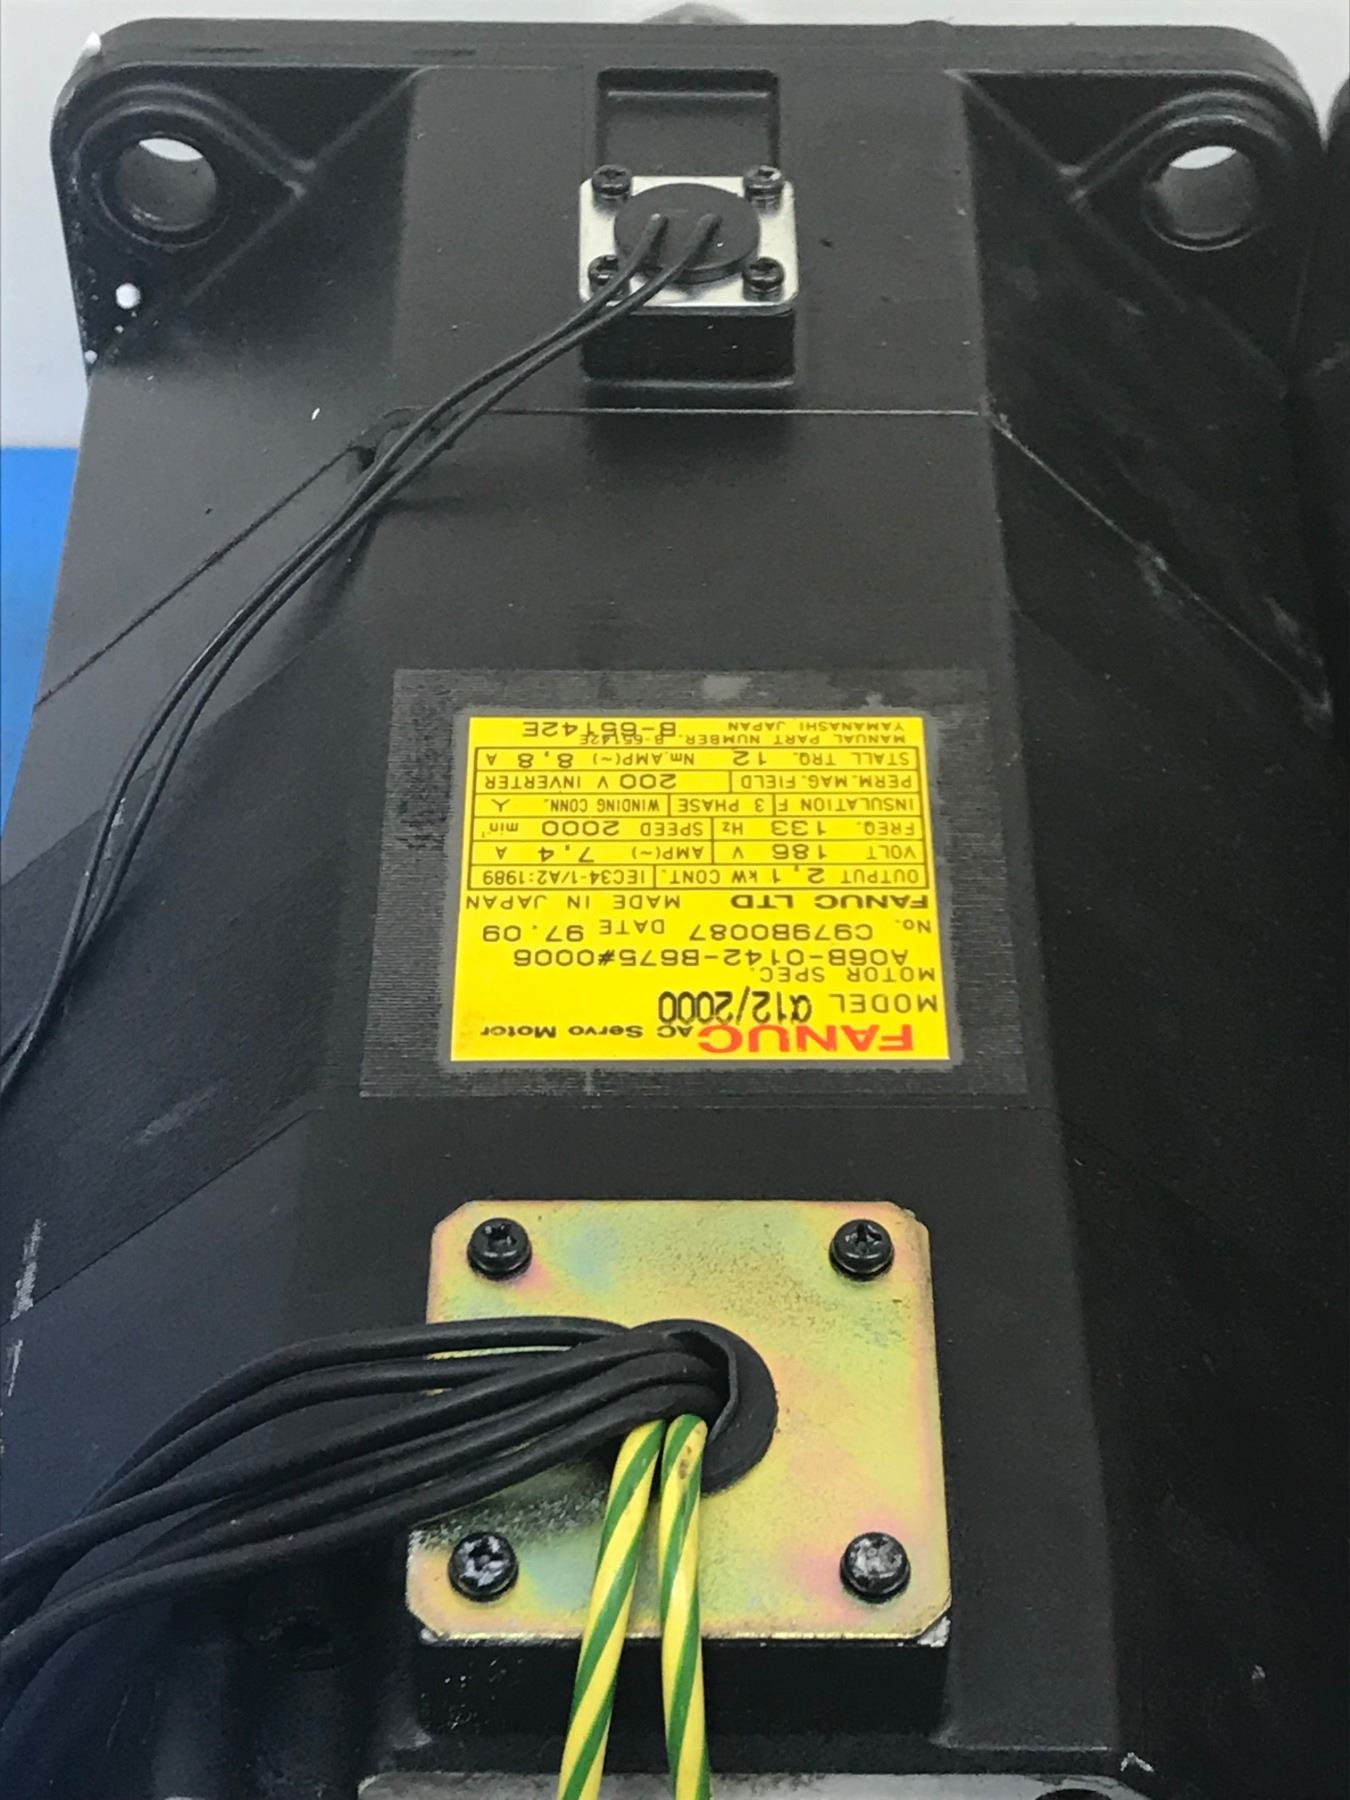 FANUC AC Servo Motor
MODEL α12/2000
MOTOR SPEC.
A06B-0142-B675#0006
No. C979B0087 DATE 97.09
FANUC LTD MADE IN JAPAN
OUTPUT 2,1 kW CONT. IEC34-1/A2:1989
VOLT 186 V AMP(~) 7,4 A
FREQ. 133 Hz SPEED 2000 min⁻¹
INSULATION F 3 PHASE WINDING CONN. Y
PERM.MAG.FIELD 200 V INVERTER
STALL TRQ. 12 Nm.AMP(~) 8,8 A
MANUAL PART NUMBER. B-65142E
YAMANASHI JAPAN B-65142E